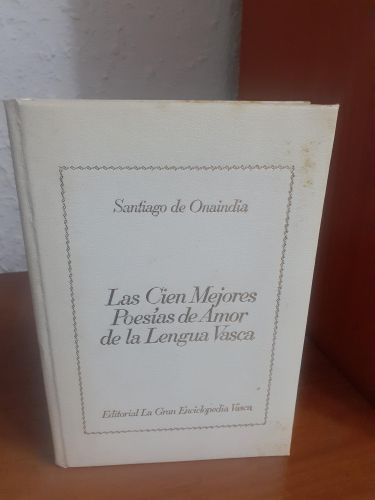 Santiago de Onaindia
Las Cien Mejores
Poesías de Amor
de la Lengua Vasca
Editorial La Gran Enciclopedia Vasca